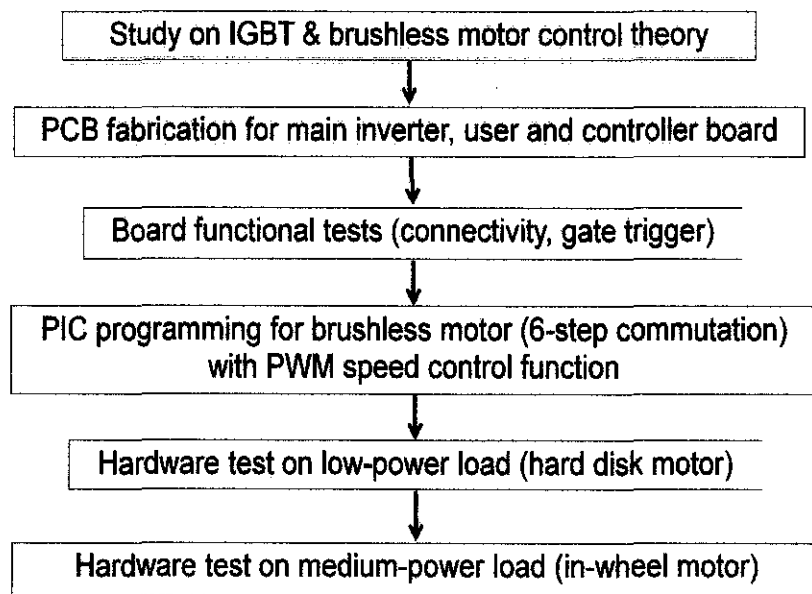 Study on IGBT & brushless motor control theory
PCB fabrication for main inverter, user and controller board
Board functional tests (connectivity, gate trigger)
PIC programming for brushless motor (6-step commutation)
with PWM speed control function
Hardware test on low-power load (hard disk motor)
Hardware test on medium-power load (in-wheel motor)